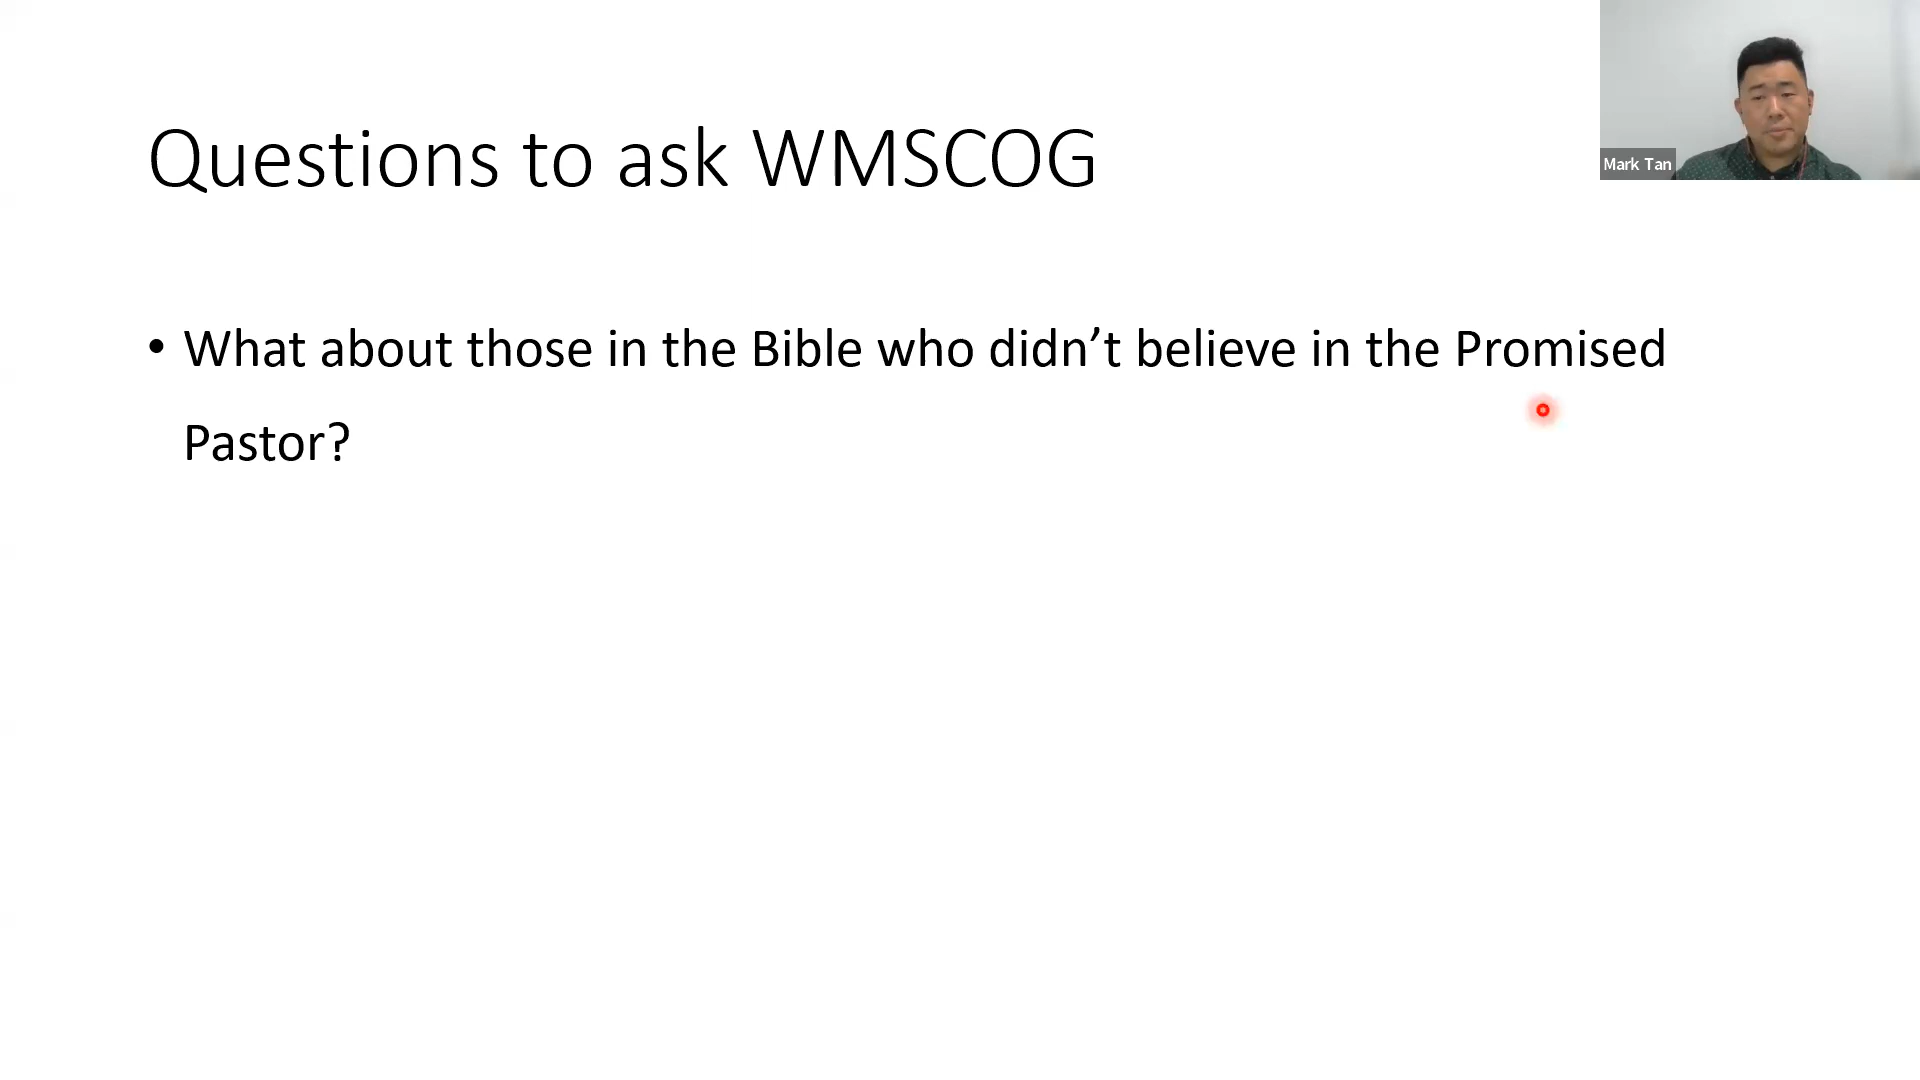 Questions to ask WMSCOG
Mark Tan
• What about those in the Bible who didn’t believe in the Promised
Pastor?